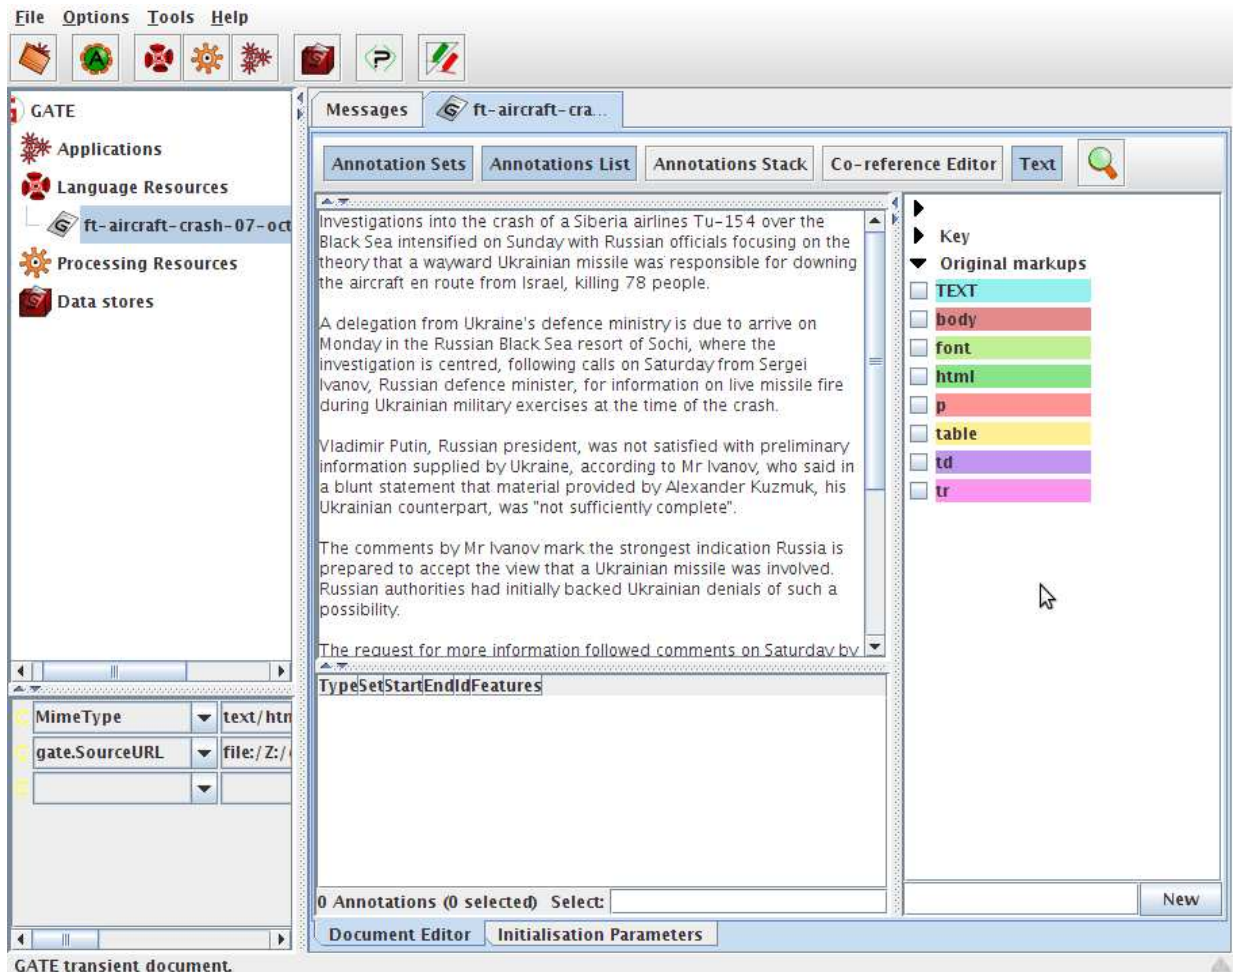 File Options Tools Help
GATE
Applications
Language Resources
ft-aircraft-crash-07-oct
Processing Resources
Data stores
MimeType text/htn
gate.SourceURL file:/Z:/
Messages ft-aircraft-cra...
Annotation Sets Annotations List Annotations Stack Co-reference Editor Text
Investigations into the crash of a Siberia airlines Tu-154 over the
Black Sea intensified on Sunday with Russian officials focusing on the
theory that a wayward Ukrainian missile was responsible for downing
the aircraft en route from Israel, killing 78 people.
A delegation from Ukraine's defence ministry is due to arrive on
Monday in the Russian Black Sea resort of Sochi, where the
investigation is centred, following calls on Saturday from Sergei
Ivanov, Russian defence minister, for information on live missile fire
during Ukrainian military exercises at the time of the crash.
Vladimir Putin, Russian president, was not satisfied with preliminary
information supplied by Ukraine, according to Mr Ivanov, who said in
a blunt statement that material provided by Alexander Kuzmuk, his
Ukrainian counterpart, was "not sufficiently complete".
The comments by Mr Ivanov mark the strongest indication Russia is
prepared to accept the view that a Ukrainian missile was involved.
Russian authorities had initially backed Ukrainian denials of such a
possibility.
The request for more information followed comments on Saturday by
Type Set Start End Id Features
0 Annotations (0 selected) Select:
Key
Original markups
TEXT
body
font
html
p
table
td
tr
New
Document Editor Initialisation Parameters
GATE transient document.